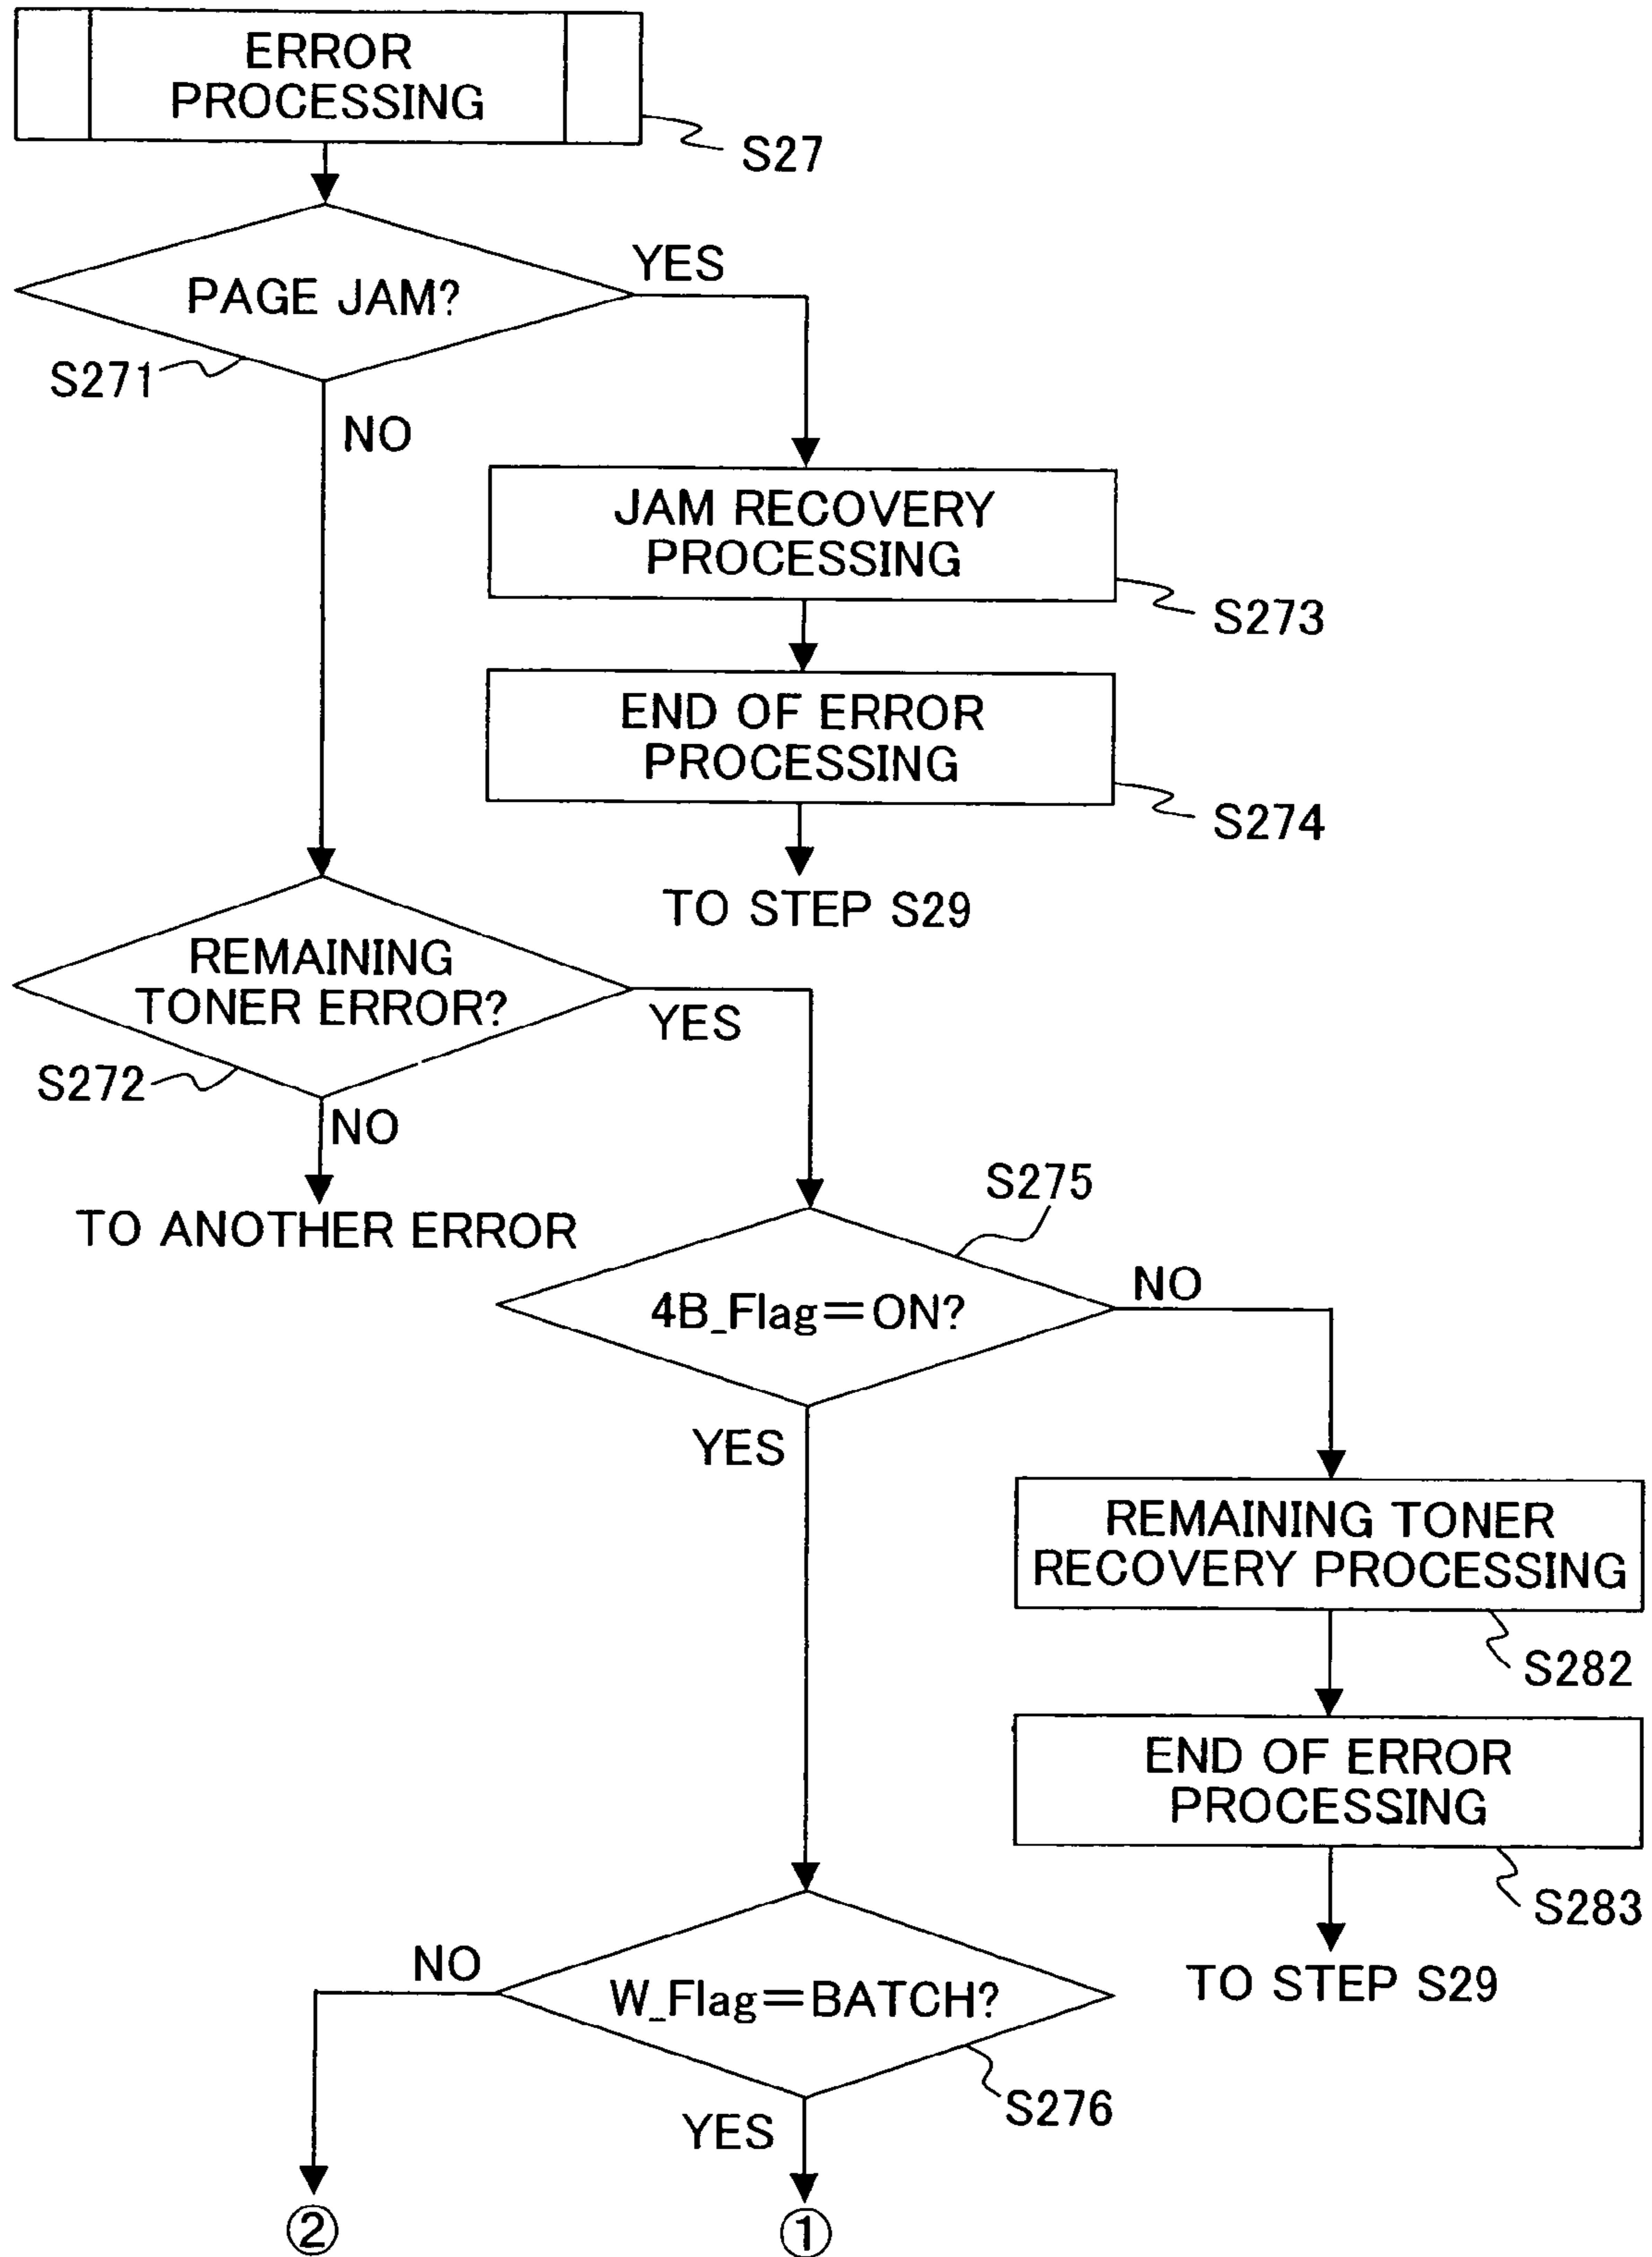 ERROR
PROCESSING
S27
PAGE JAM?
YES
S271
NO
JAM RECOVERY
PROCESSING
S273
END OF ERROR
PROCESSING
S274
TO STEP S29
REMAINING
TONER ERROR?
YES
S272
NO
TO ANOTHER ERROR
S275
4B_Flag=ON?
NO
YES
REMAINING TONER
RECOVERY PROCESSING
S282
END OF ERROR
PROCESSING
S283
TO STEP S29
NO
W_Flag=BATCH?
S276
YES
②
①